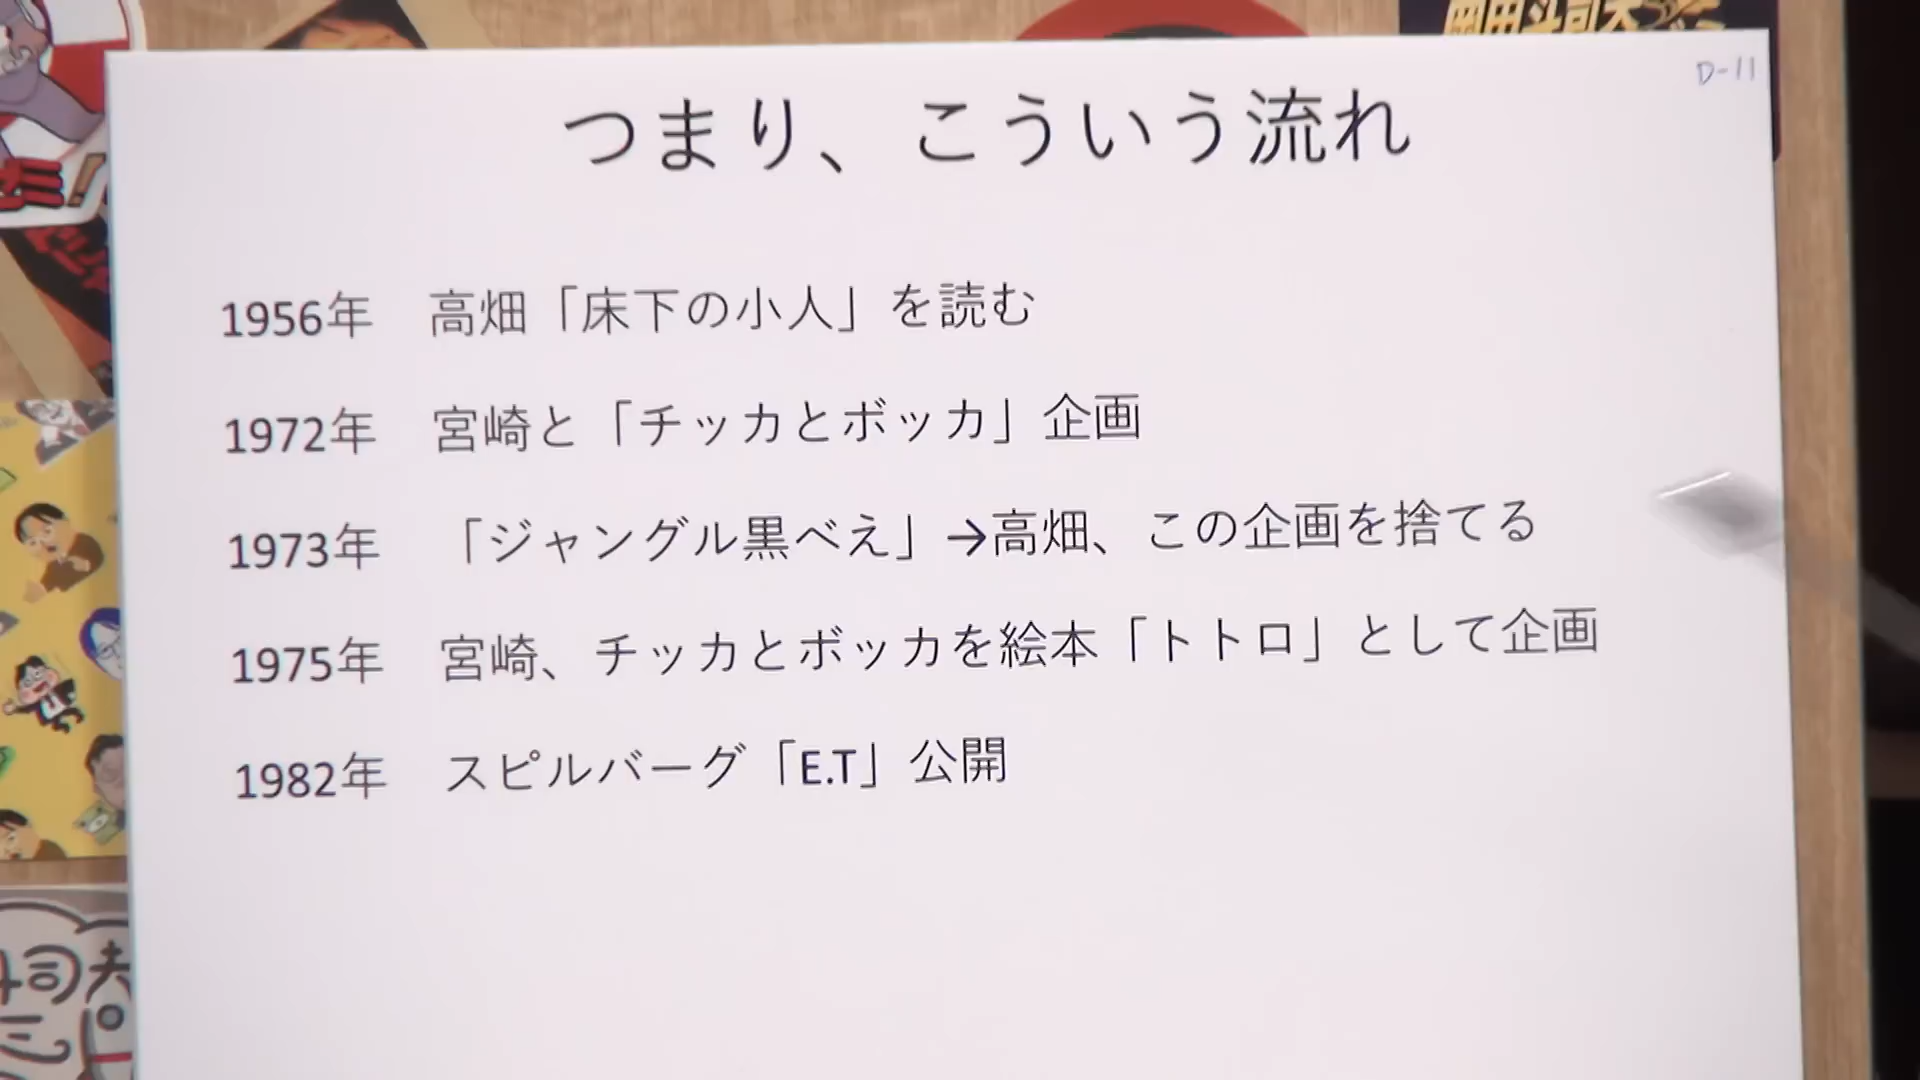 D-11
つまり、こういう流れ
1956年　高畑「床下の小人」を読む
1972年　宮崎と「チッカとボッカ」企画
1973年　「ジャングル黒べえ」→高畑、この企画を捨てる
1975年　宮崎、チッカとボッカを絵本「トトロ」として企画
1982年　スピルバーグ「E.T」公開